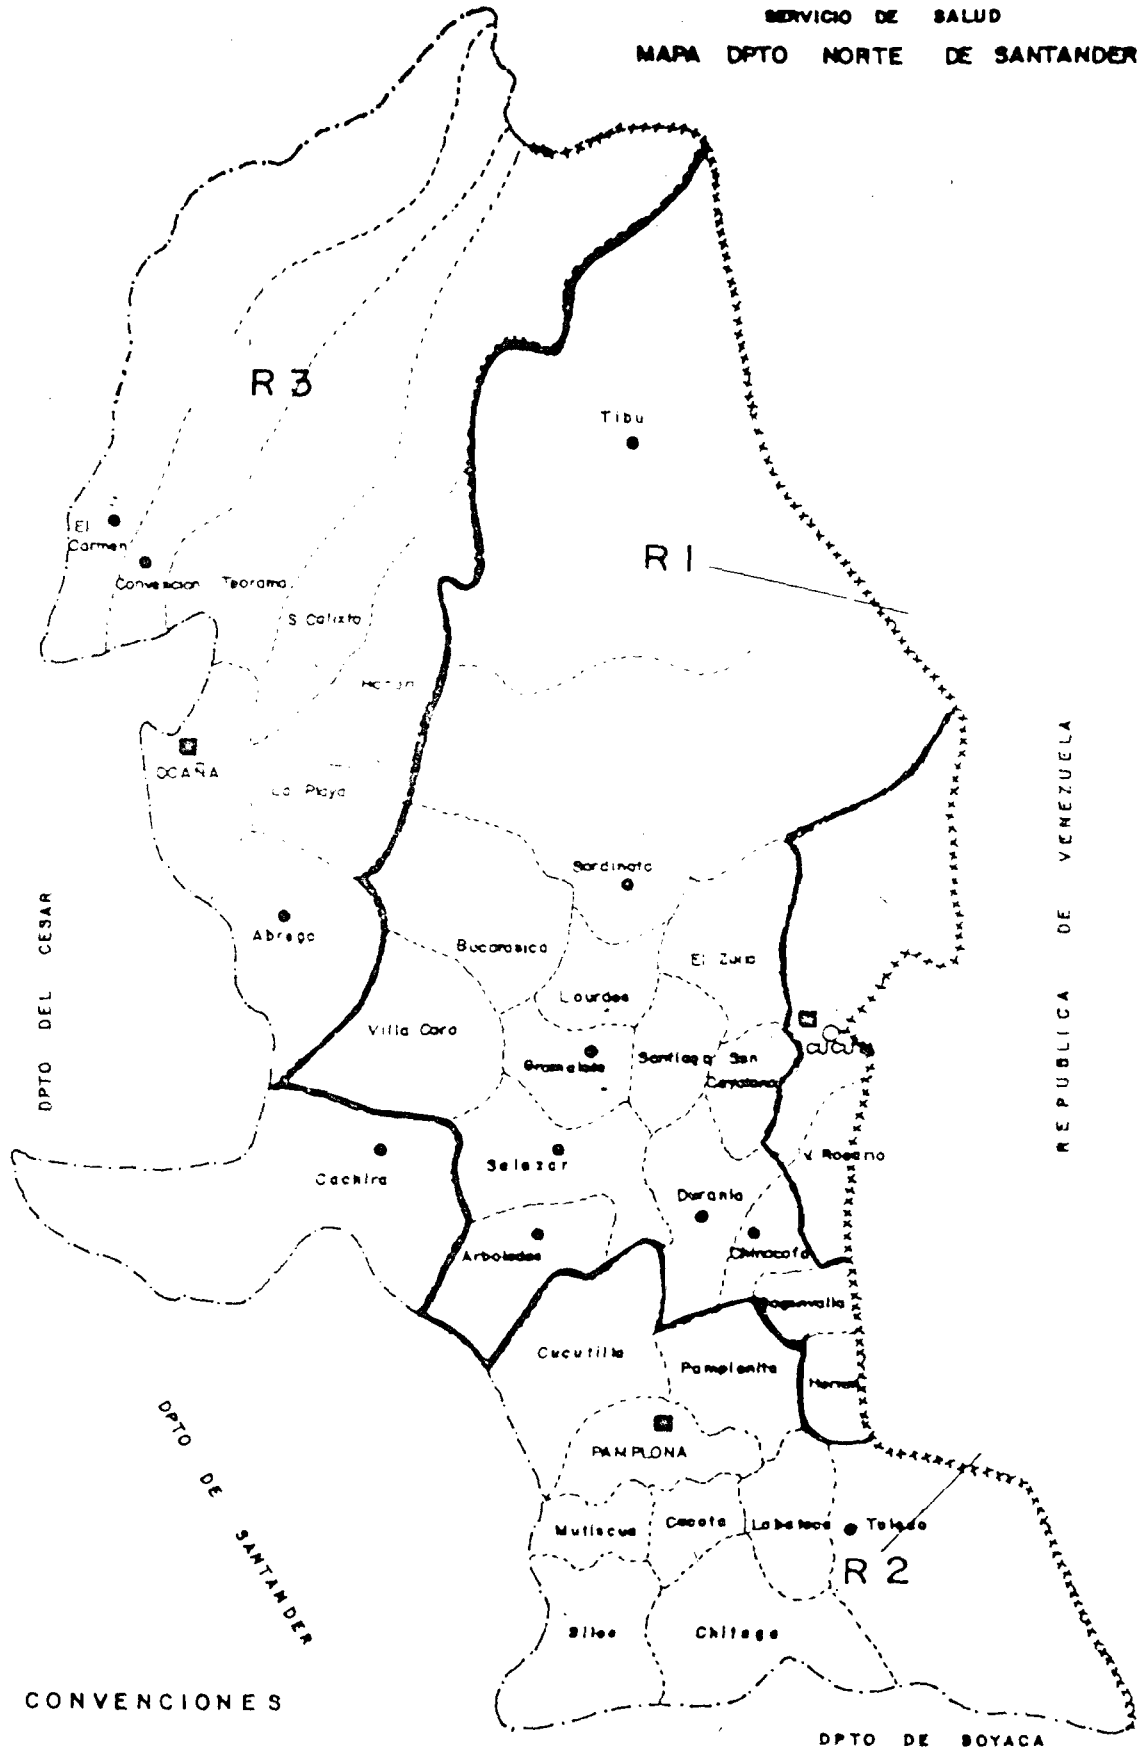 SERVICIO DE SALUD
MAPA DPTO NORTE DE SANTANDER
R 3
Tibu
El
Carmen
R 1
Convencion Teorama
S. Calixto
Hacari
OCAÑA
La Playa
REPUBLICA DE VENEZUELA
Sardinata
DPTO DEL CESAR
Abrego
Bucarasica
El Zulia
Lourdes
Villa Caro
CUCUTA
Gramalote
Santiago
San
Cayetano
Rosario
Salazar
Cachira
Durania
Arboledas
Chinacota
Ragonvalia
Cucutilla
Pamplonita
Herran
DPTO DE SANTANDER
PAMPLONA
Mutiscua
Cacota
Labateca
Toledo
R 2
Silos
Chitaga
CONVENCIONES
DPTO DE BOYACA